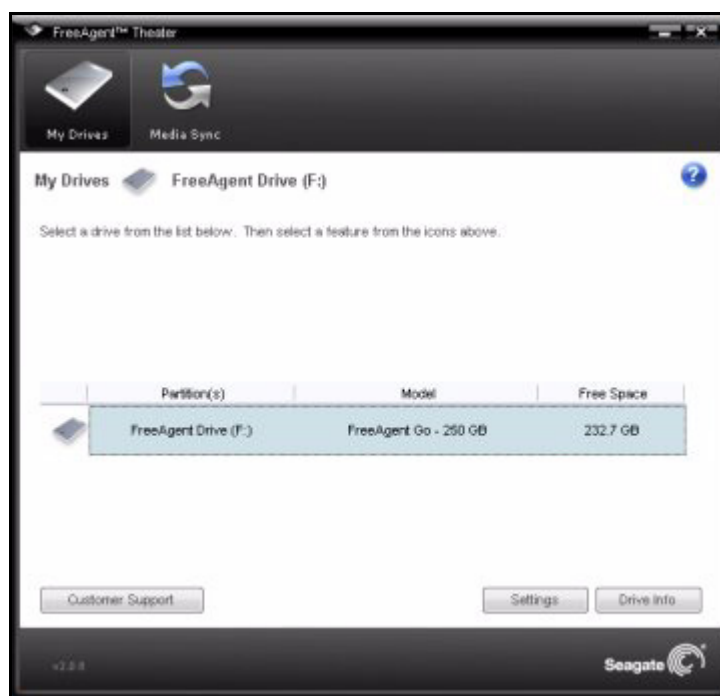 FreeAgent™ Theater
My Drives
Media Sync
My Drives FreeAgent Drive (F:)
?
Select a drive from the list below. Then select a feature from the icons above.
Partition(s) Model Free Space
FreeAgent Drive (F:) FreeAgent Go - 250 GB 232.7 GB
Customer Support Settings Drive Info
Seagate